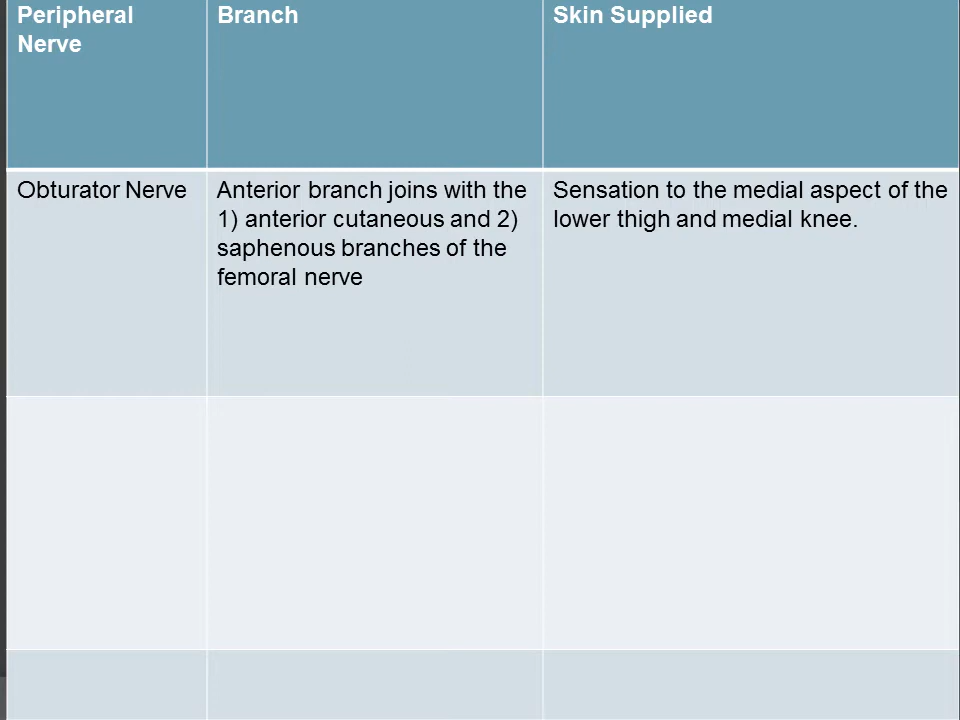 Peripheral
Nerve
Branch
Skin Supplied
Obturator Nerve
Anterior branch joins with the
1) anterior cutaneous and 2)
saphenous branches of the
femoral nerve
Sensation to the medial aspect of the
lower thigh and medial knee.